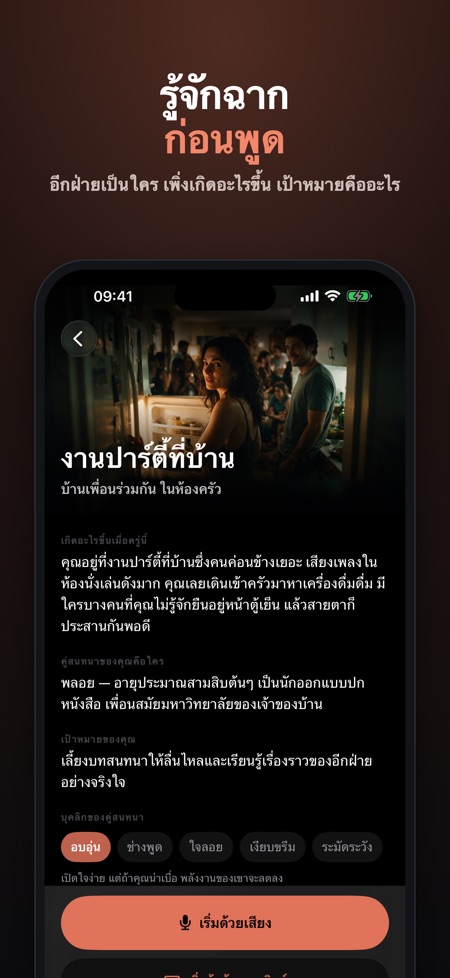 รู้จักฉาก
ก่อนพูด
อีกฝ่ายเป็นใคร เพิ่งเกิดอะไรขึ้น เป้าหมายคืออะไร
09:41
งานปาร์ตี้ที่บ้าน
บ้านเพื่อนร่วมกัน ในห้องครัว
เกิดอะไรขึ้นเมื่อครู่นี้
คุณอยู่ที่งานปาร์ตี้ที่บ้านซึ่งคนค่อนข้างเยอะ เสียงเพลงใน
ห้องนั่งเล่นดังมาก คุณเลยเดินเข้าครัวมาหาเครื่องดื่มดื่ม มี
ใครบางคนที่คุณไม่รู้จักยืนอยู่หน้าตู้เย็น แล้วสายตาก็
ประสานกันพอดี
คู่สนทนาของคุณคือใคร
พลอย — อายุประมาณสามสิบต้นๆ เป็นนักออกแบบปก
หนังสือ เพื่อนสมัยมหาวิทยาลัยของเจ้าของบ้าน
เป้าหมายของคุณ
เลี้ยงบทสนทนาให้ลื่นไหลและเรียนรู้เรื่องราวของอีกฝ่าย
อย่างจริงใจ
บุคลิกของคู่สนทนา
อบอุ่น ช่างพูด ใจลอย เงียบขรึม ระมัดระวัง
เปิดใจง่าย แต่ถ้าคุณน่าเบื่อ พลังงานของเขาจะลดลง
เริ่มด้วยเสียง